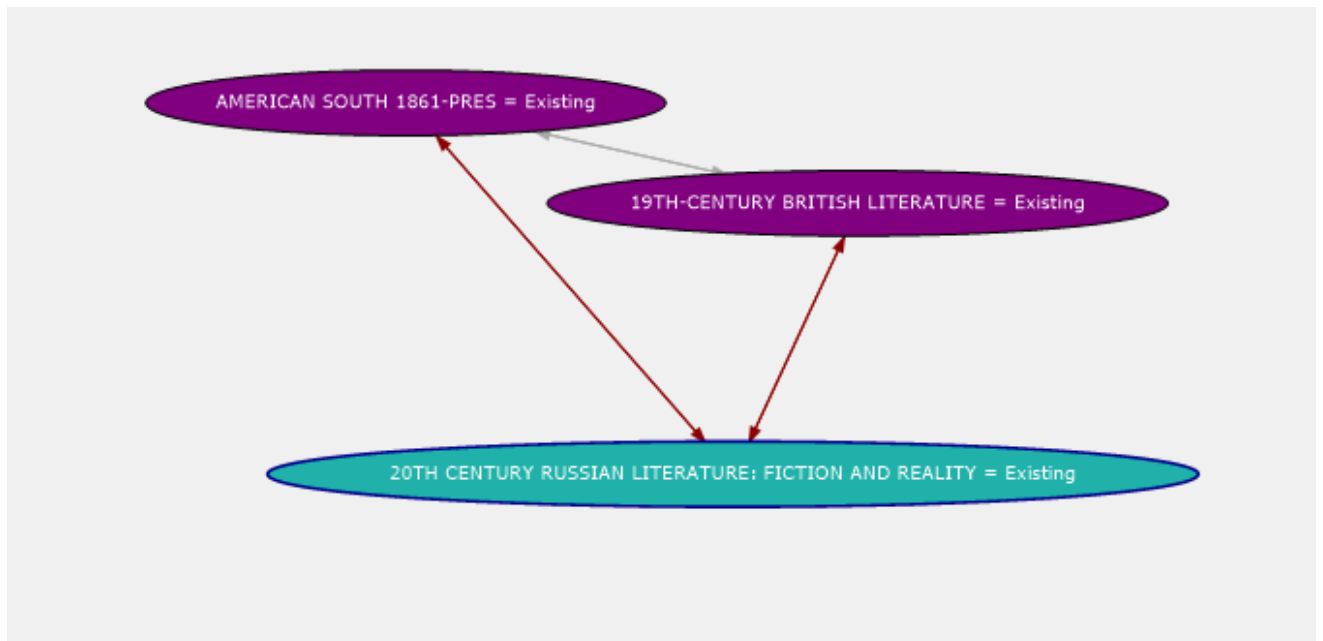 AMERICAN SOUTH 1861-PRES = Existing
19TH-CENTURY BRITISH LITERATURE = Existing
20TH CENTURY RUSSIAN LITERATURE: FICTION AND REALITY = Existing